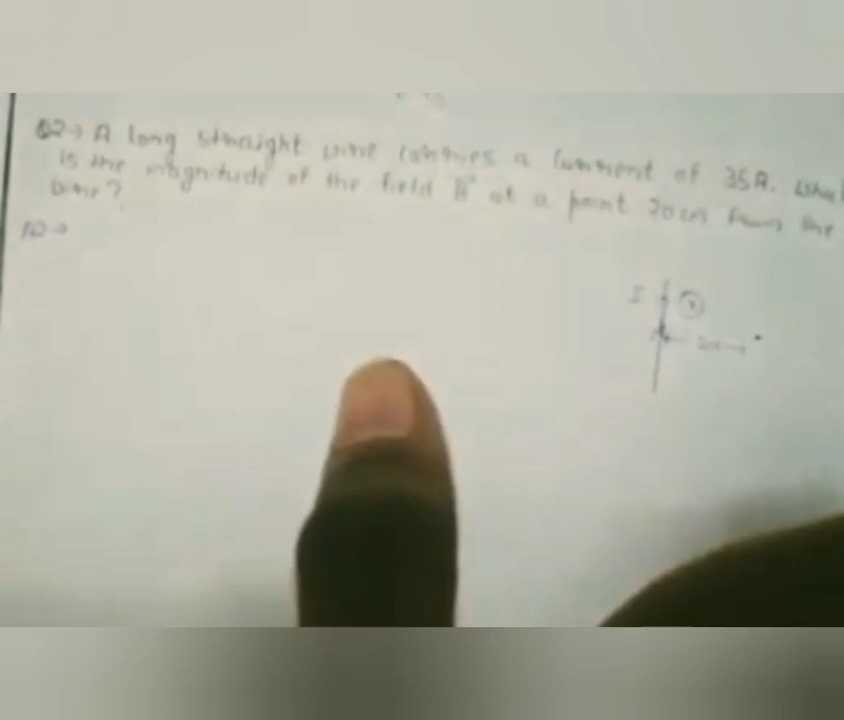 Q2→ A long straight wire carries a current of 35A. What
is the magnitude of the field B at a point 20cm from the
wire?
I